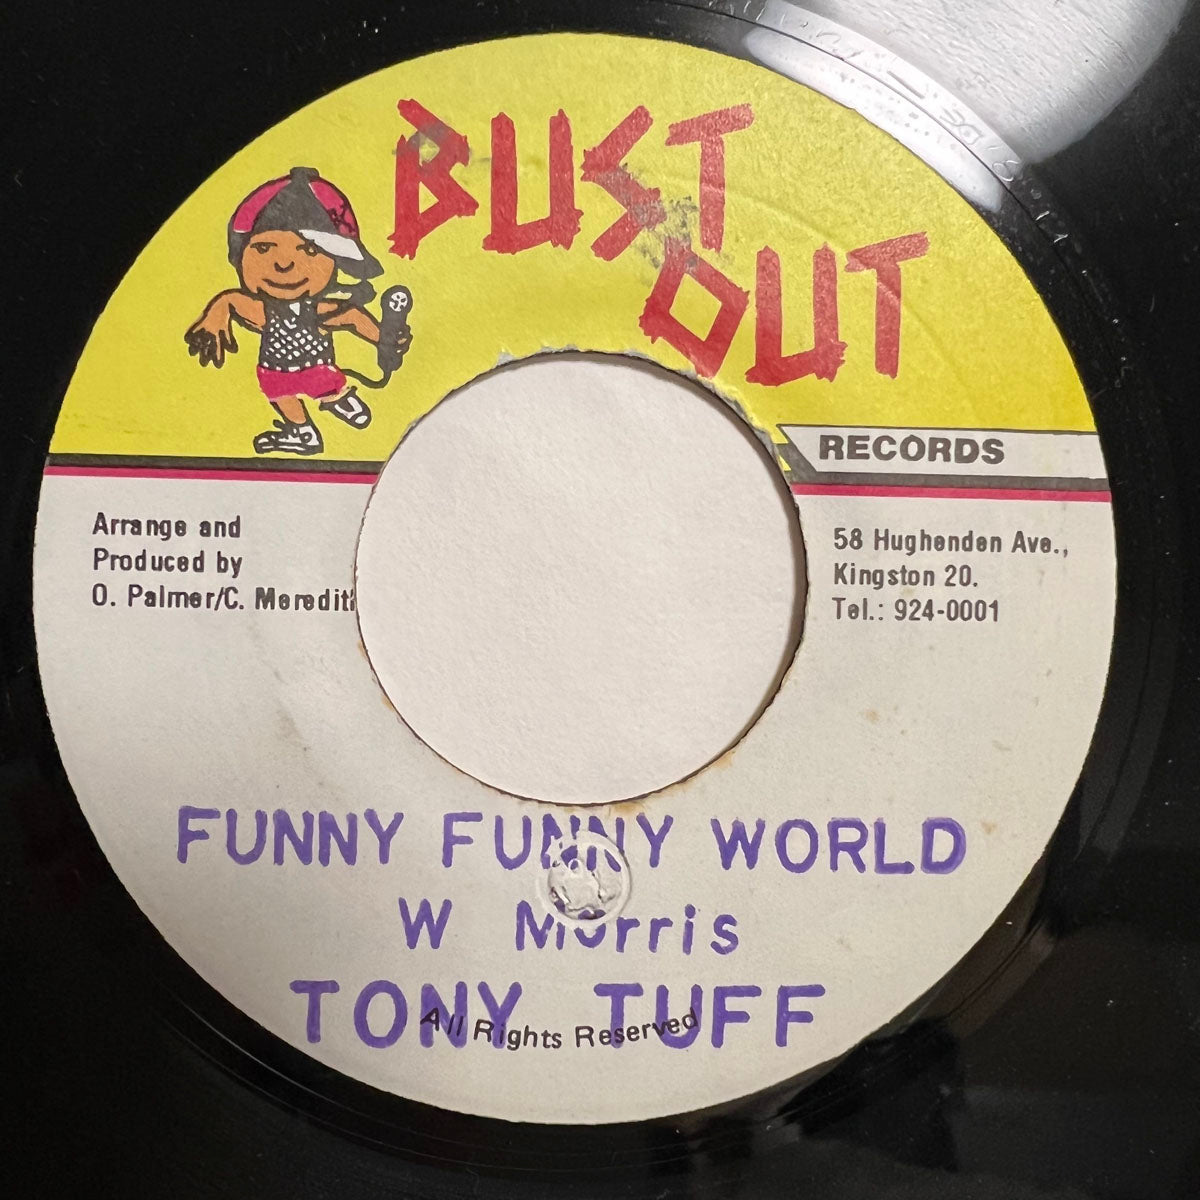 BUST
OUT
RECORDS
Arrange and
Produced by
O. Palmer/C. Meredith
58 Hughenden Ave.,
Kingston 20.
Tel.: 924-0001
FUNNY FUNNY WORLD
W Morris
TONY TUFF
All Rights Reserved